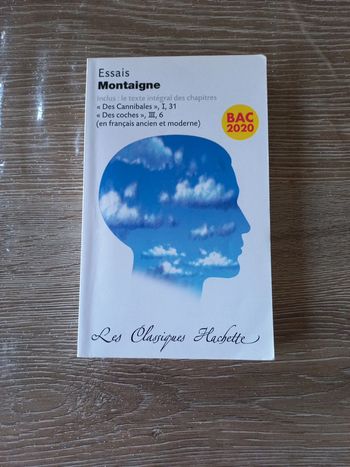 Essais
Montaigne
Inclus : le texte intégral des chapitres
« Des Cannibales », I, 31
« Des coches », III, 6
(en français ancien et moderne)
BAC
2020
Les Classiques Hachette